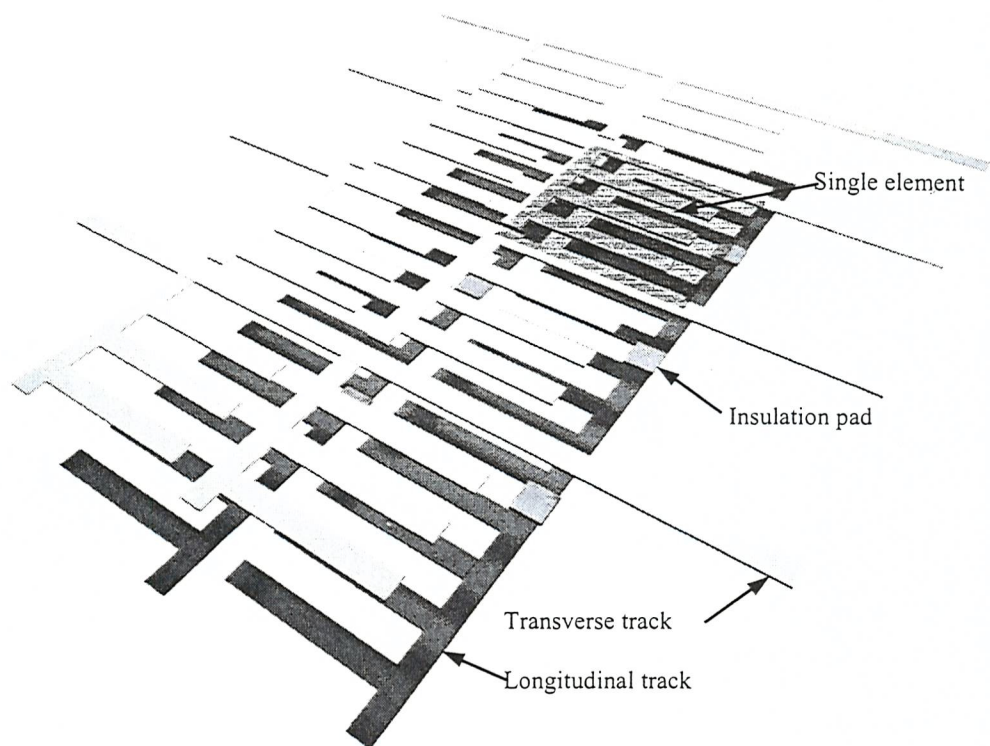 Single element
Insulation pad
Transverse track
Longitudinal track